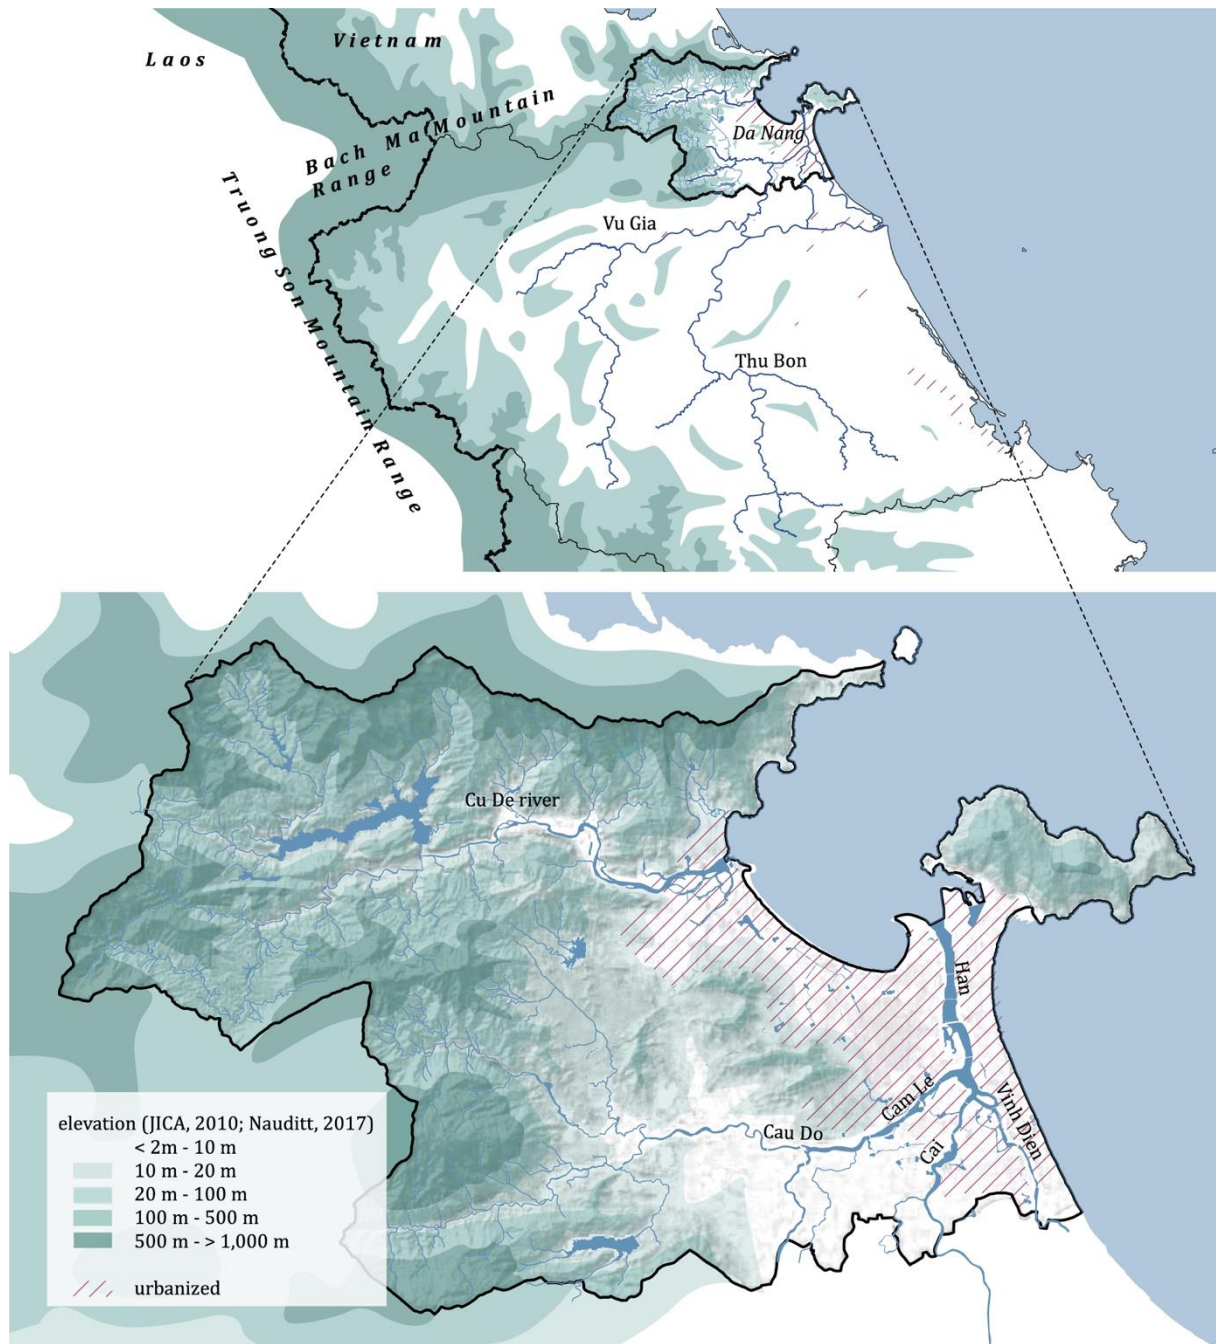 Vietnam
Laos
Bach Ma Mountain
Range
Da Nang
Truong Son Mountain Range
Vu Gia
Thu Bon
Cu De river
Han
Cam Le
Vinh Dien
Cau Do
Cai
elevation (JICA, 2010; Nauditt, 2017)
< 2m - 10 m
10 m - 20 m
20 m - 100 m
100 m - 500 m
500 m - > 1,000 m
urbanized